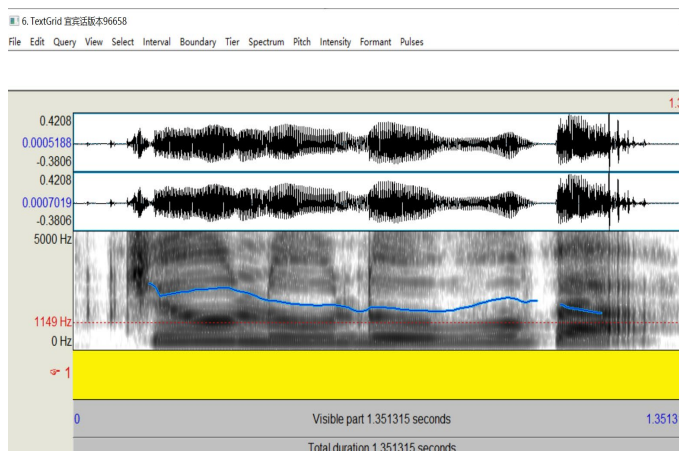 6. TextGrid 宜宾话版本96658
File Edit Query View Select Interval Boundary Tier Spectrum Pitch Intensity Formant Pulses
1.3
0.4208
0.0005188
-0.3806
0.4208
0.0007019
-0.3806
5000 Hz
1149 Hz
0 Hz
☞ 1
0 Visible part 1.351315 seconds 1.3513
Total duration 1.351315 seconds